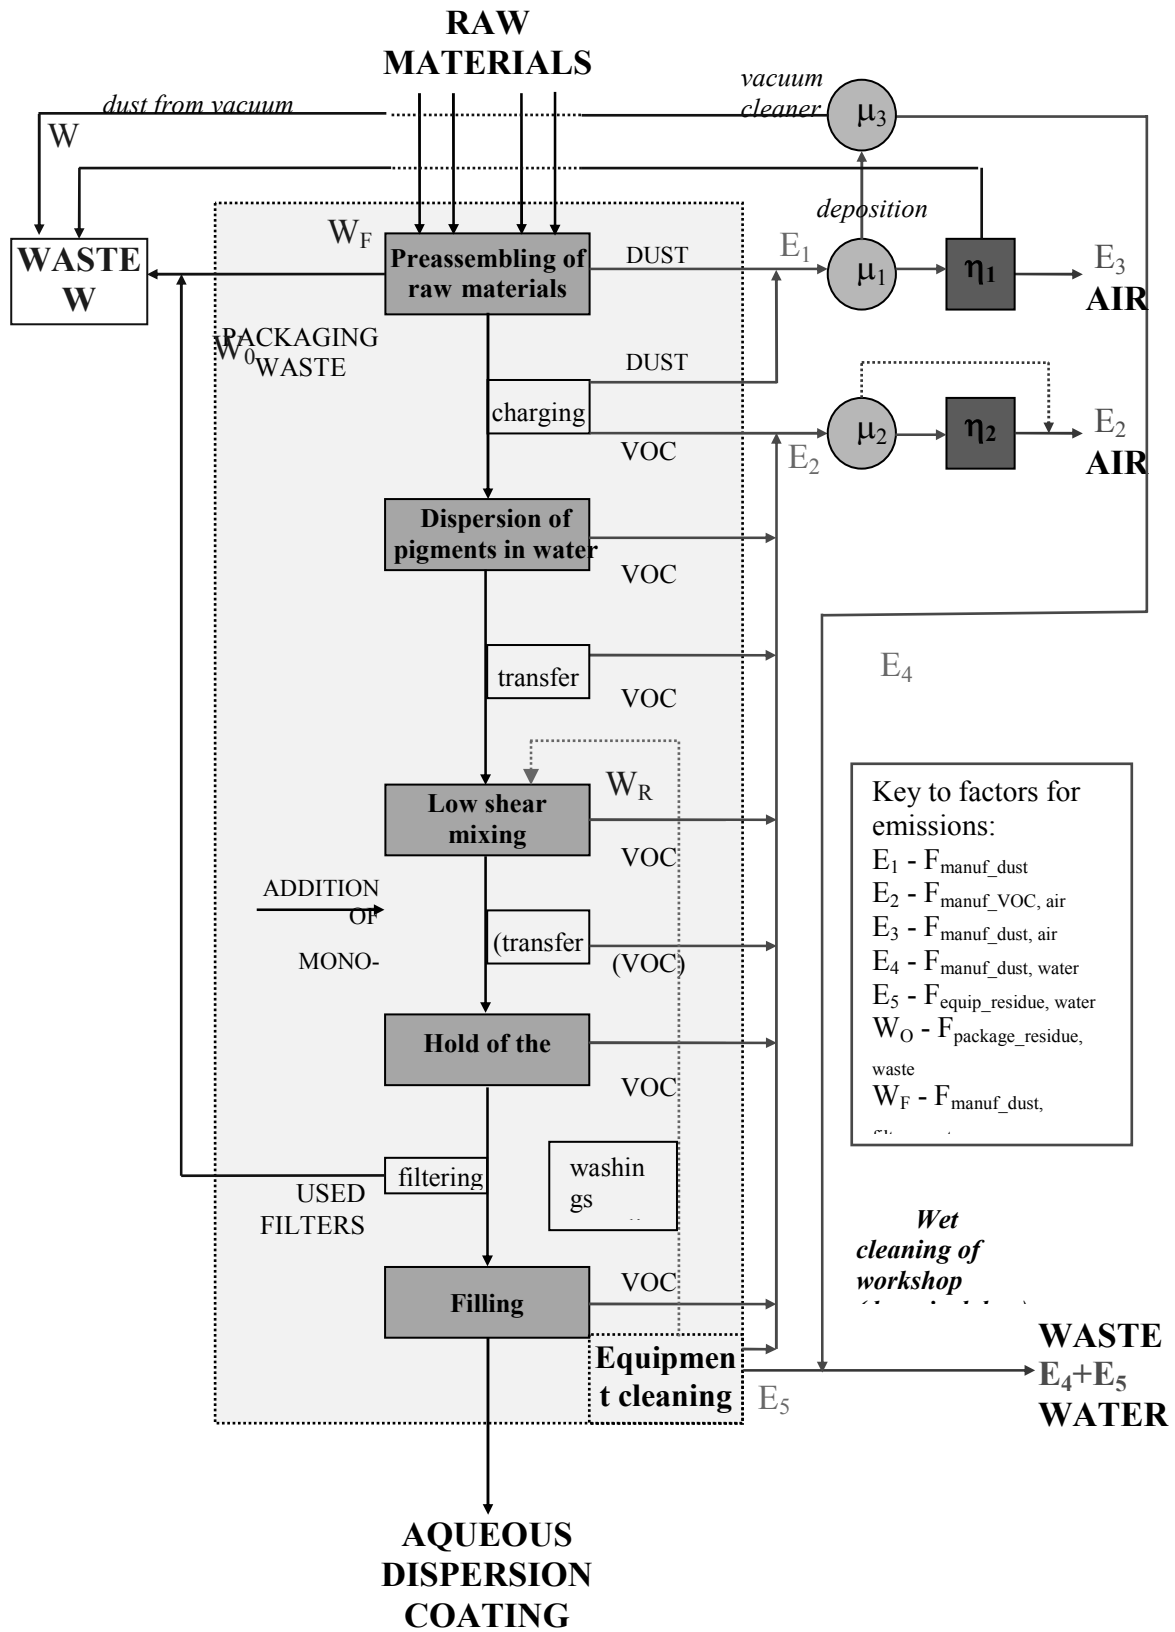 RAW
MATERIALS
dust from vacuum
vacuum
cleaner
μ3
W
deposition
WASTE
W
WF
Preassembling of
raw materials
DUST
E1
μ1
η1
E3
AIR
PACKAGING
W0
WASTE
DUST
charging
VOC
E2
μ2
η2
E2
AIR
Dispersion of
pigments in water
VOC
transfer
VOC
E4
WR
Low shear
mixing
VOC
ADDITION
OF
MONO-
(transfer
(VOC)
Hold of the
VOC
Key to factors for
emissions:
E1 - Fmanuf_dust
E2 - Fmanuf_VOC, air
E3 - Fmanuf_dust, air
E4 - Fmanuf_dust, water
E5 - Fequip_residue, water
WO - Fpackage_residue,
waste
WF - Fmanuf_dust,
filtering
USED
FILTERS
washin
gs
Wet
cleaning of
workshop
VOC
Filling
Equipmen
t cleaning
E5
WASTE
E4+E5
WATER
AQUEOUS
DISPERSION
COATING